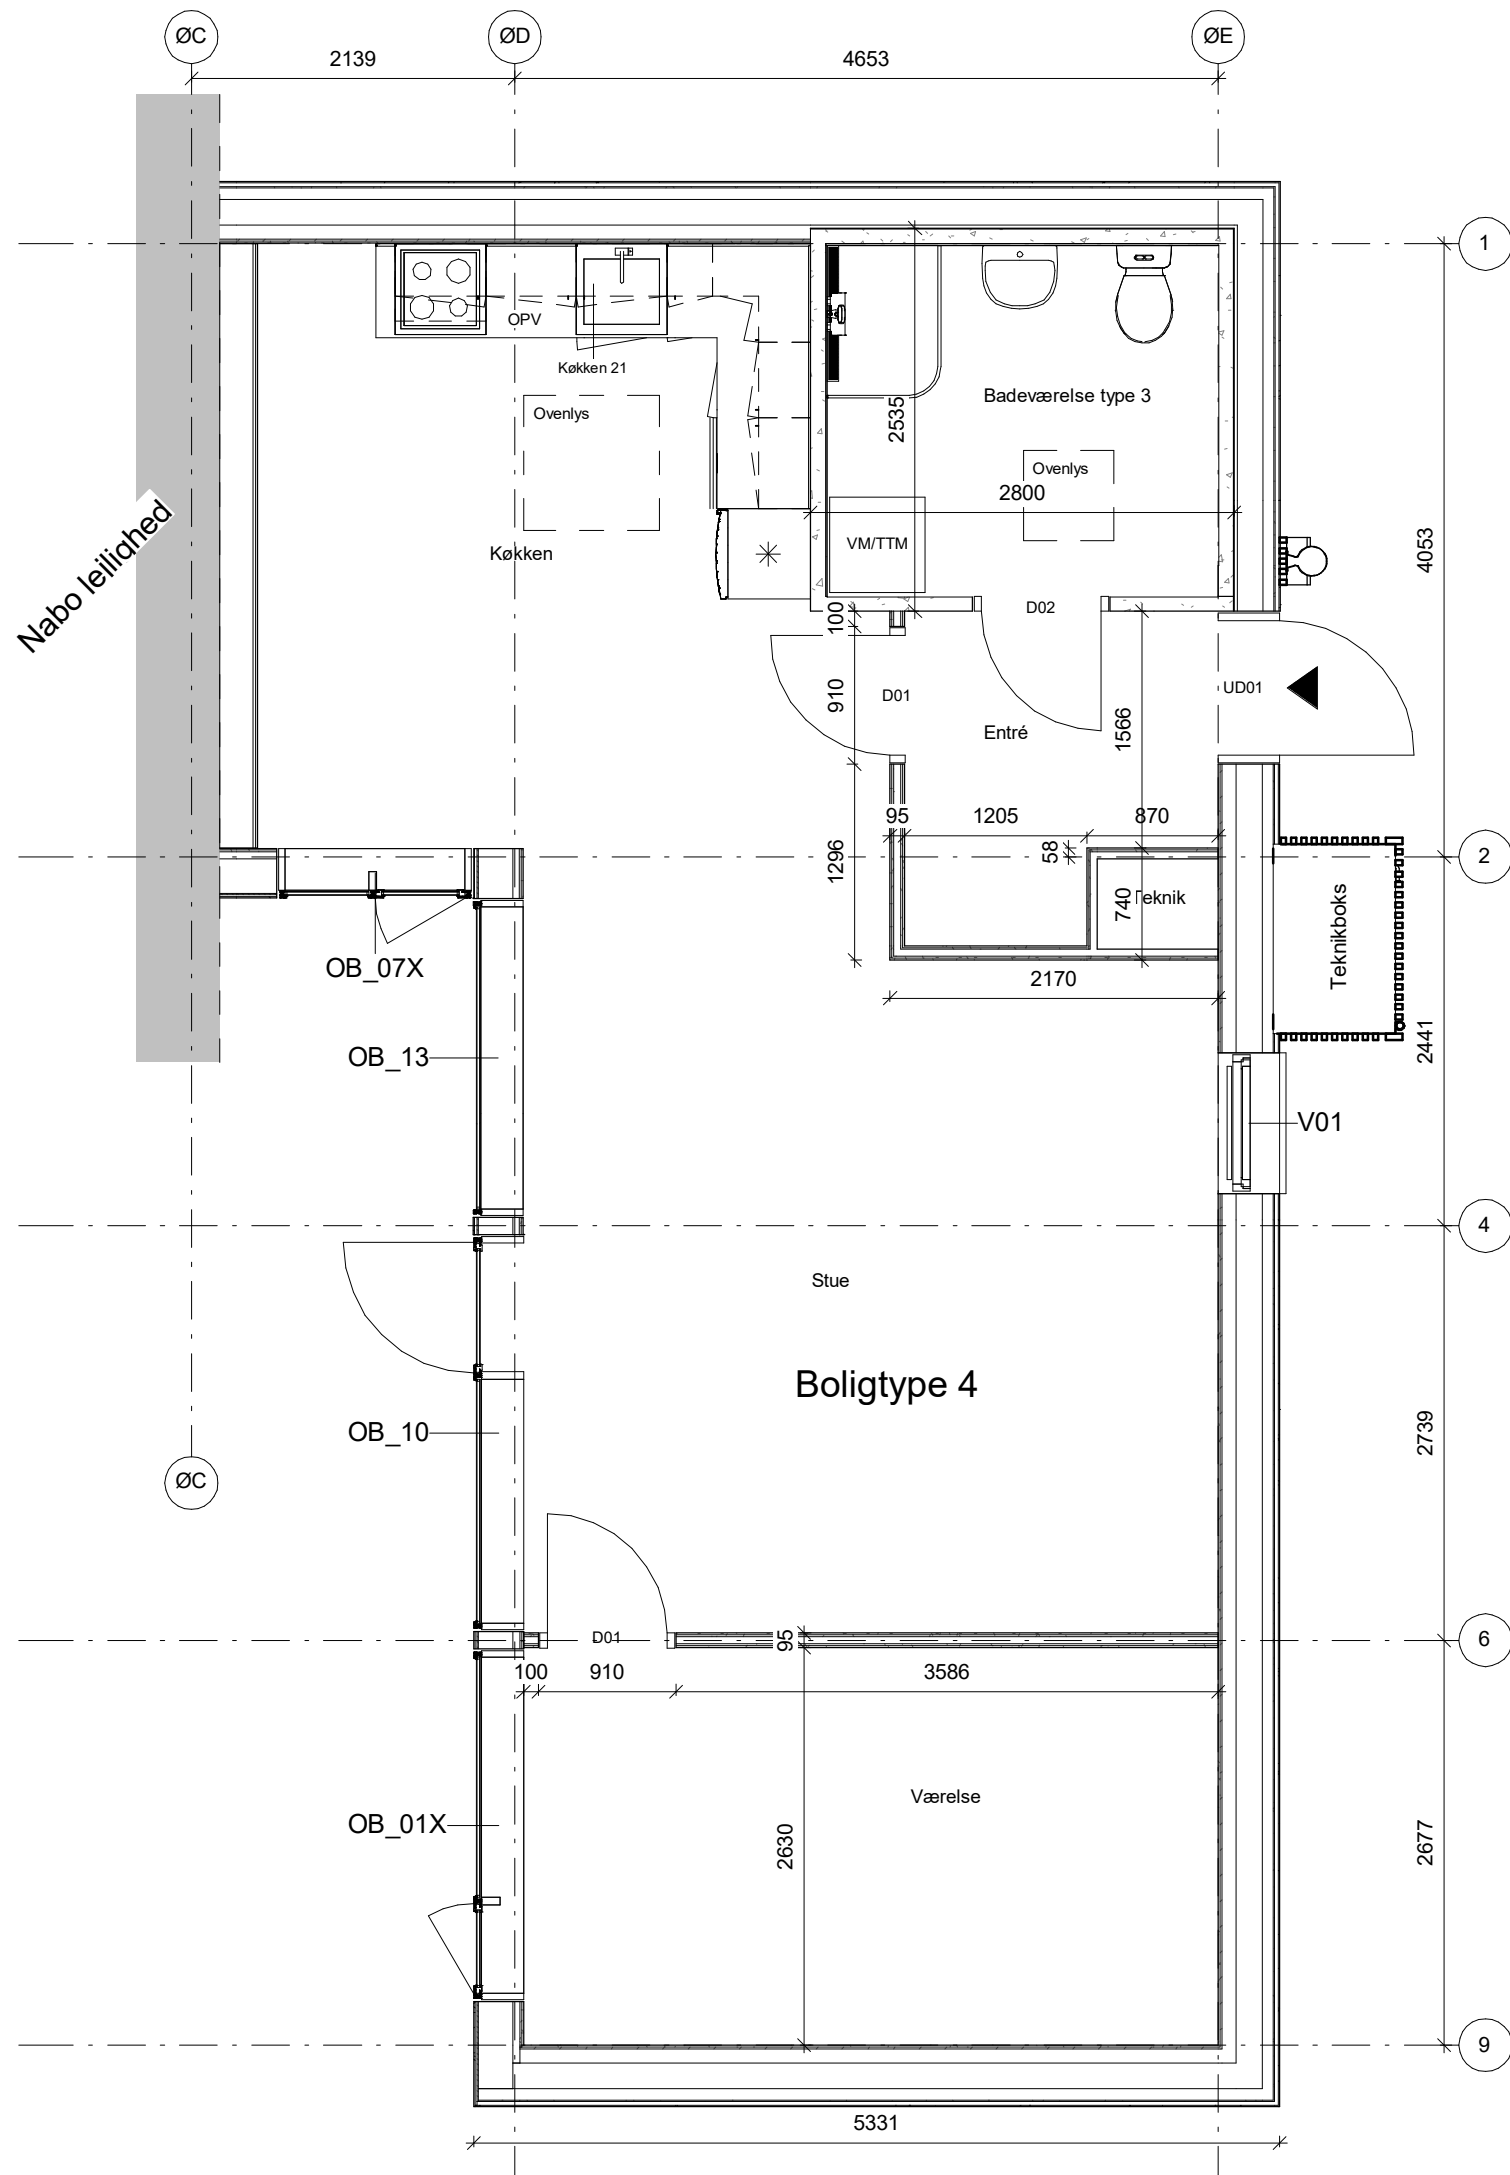 ØC
ØD
ØE
2139
4653
1
OPV
Køkken 21
Ovenlys
Badeværelse type 3
2535
Ovenlys
2800
Nabo lejlighed
Køkken
VM/TTM
4053
100
D02
910
D01
UD01
Entré
1566
95
1205
870
1296
58
2
740
Teknik
Teknikboks
OB_07X
2170
OB_13
2441
V01
4
Stue
Boligtype 4
OB_10
2739
ØC
D01
95
6
100
910
3586
Værelse
OB_01X
2630
2677
9
5331